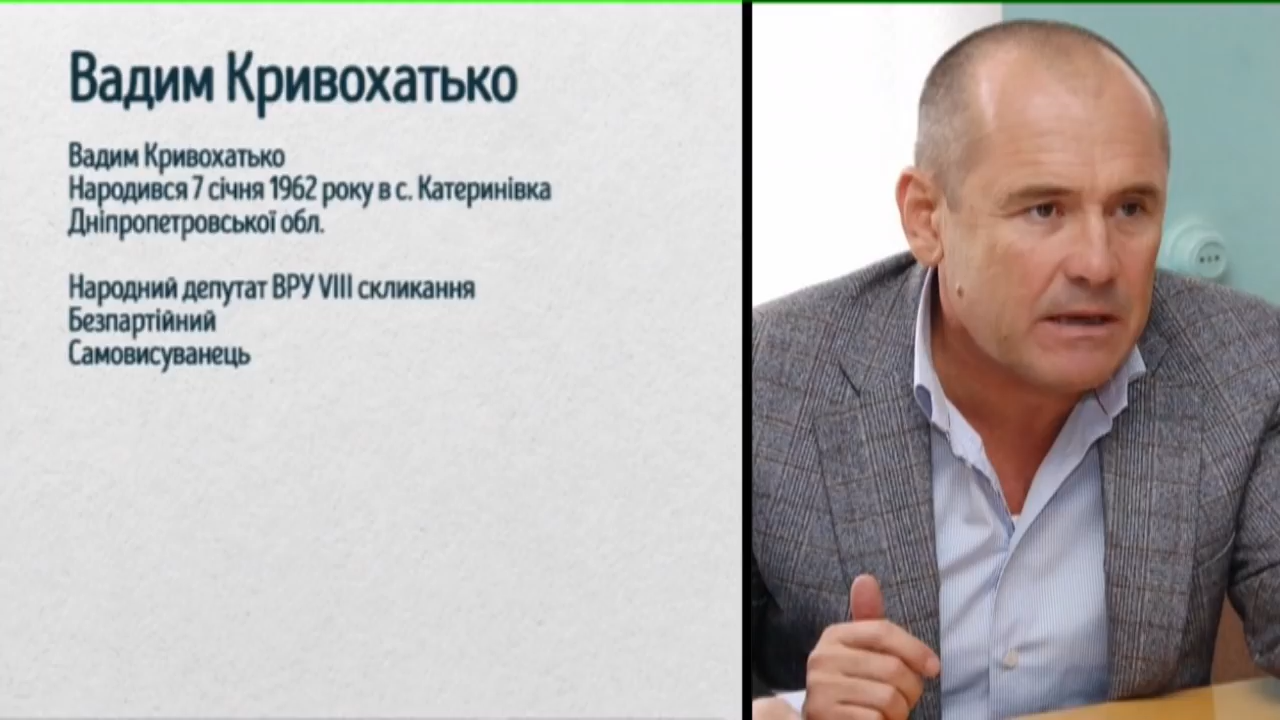 Вадим Кривохатько
Вадим Кривохатько
Народився 7 січня 1962 року в с. Катеринівка
Дніпропетровської обл.
Народний депутат ВРУ VIII скликання
Безпартійний
Самовисуванець